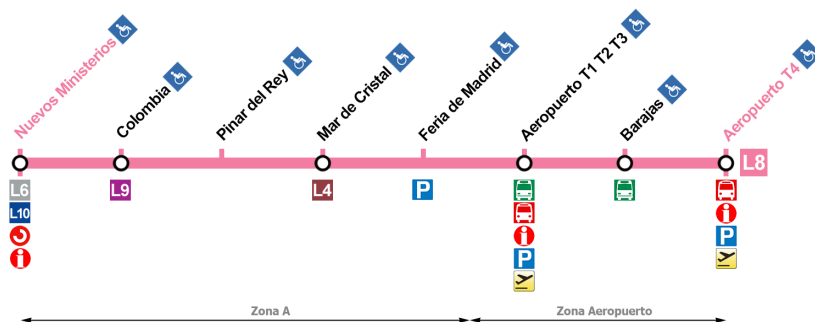 Nuevos Ministerios
Colombia
Pinar del Rey
Mar de Cristal
Feria de Madrid
Aeropuerto T1 T2 T3
Barajas
Aeropuerto T4
L8
L6
L10
L9
L4
P
P
P
Zona A
Zona Aeropuerto